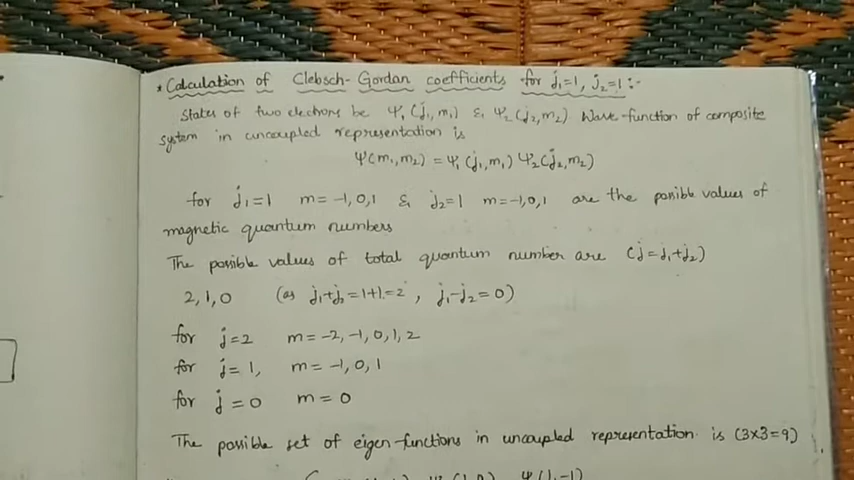 * Calculation of Clebsch-Gordan coefficients for j₁=1, j₂=1 :-
States of two electrons be Ψ₁(j₁,m₁) & Ψ₂(j₂,m₂) Wave-function of composite
system in uncoupled representation is
Ψ(m₁,m₂) = Ψ₁(j₁,m₁) Ψ₂(j₂,m₂)
for j₁=1 m=-1,0,1 & j₂=1 m=-1,0,1 are the possible values of
magnetic quantum numbers
The possible values of total quantum number are (j=j₁+j₂)
2,1,0 (as j₁+j₂=1+1=2, j₁-j₂=0)
for j=2 m=-2,-1,0,1,2
for j=1, m=-1,0,1
for j=0 m=0
The possible set of eigen-functions in uncoupled representation is (3x3=9)
Ψ(1,-1)